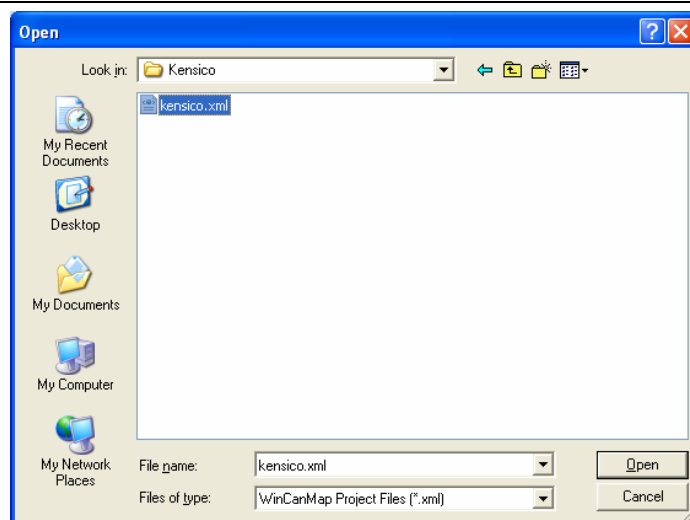 Open
Look in:
Kensico
kensico.xml
My Recent
Documents
Desktop
My Documents
My Computer
My Network
Places
File name:
kensico.xml
Open
Files of type:
WinCanMap Project Files (*.xml)
Cancel